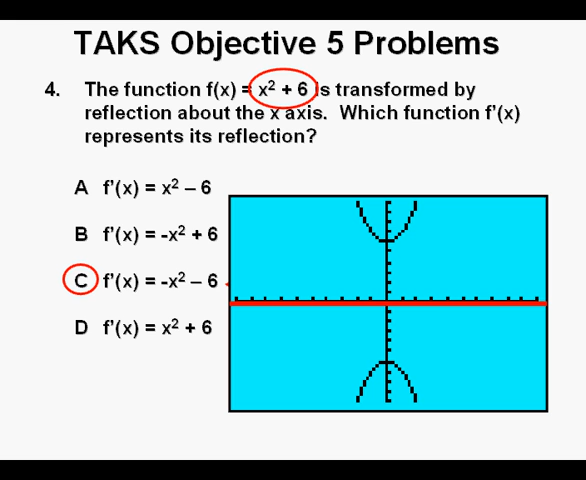 TAKS Objective 5 Problems
4. The function f(x) = x² + 6 is transformed by
reflection about the x axis. Which function f'(x)
represents its reflection?
A f'(x) = x² – 6
B f'(x) = -x² + 6
C f'(x) = -x² – 6
D f'(x) = x² + 6